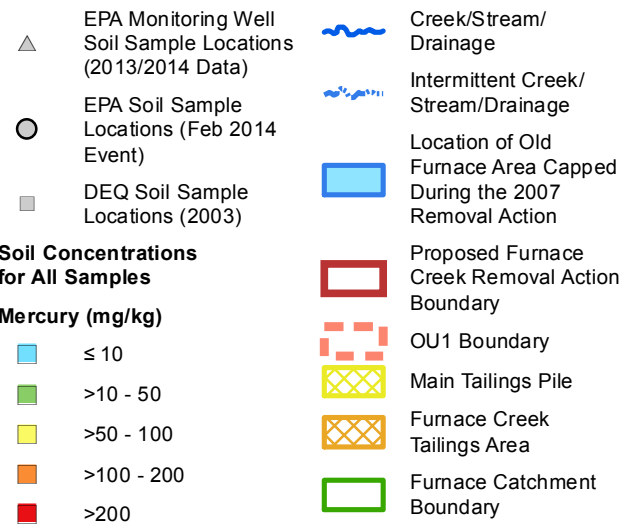 EPA Monitoring Well
Soil Sample Locations
(2013/2014 Data)
EPA Soil Sample
Locations (Feb 2014
Event)
DEQ Soil Sample
Locations (2003)
Soil Concentrations
for All Samples
Mercury (mg/kg)
≤ 10
>10 - 50
>50 - 100
>100 - 200
>200
Creek/Stream/
Drainage
Intermittent Creek/
Stream/Drainage
Location of Old
Furnace Area Capped
During the 2007
Removal Action
Proposed Furnace
Creek Removal Action
Boundary
OU1 Boundary
Main Tailings Pile
Furnace Creek
Tailings Area
Furnace Catchment
Boundary